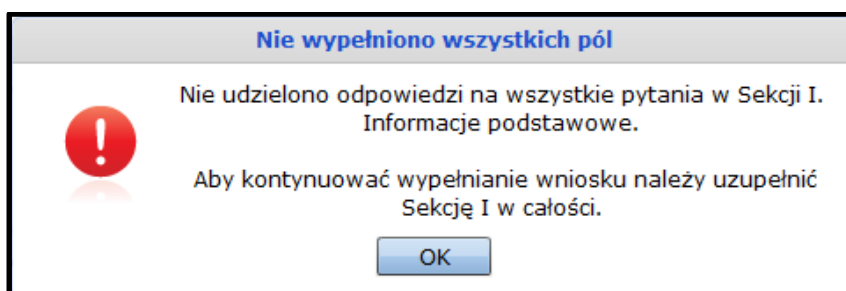 Nie wypełniono wszystkich pól
Nie udzielono odpowiedzi na wszystkie pytania w Sekcji I.
Informacje podstawowe.
Aby kontynuować wypełnianie wniosku należy uzupełnić
Sekcję I w całości.
OK